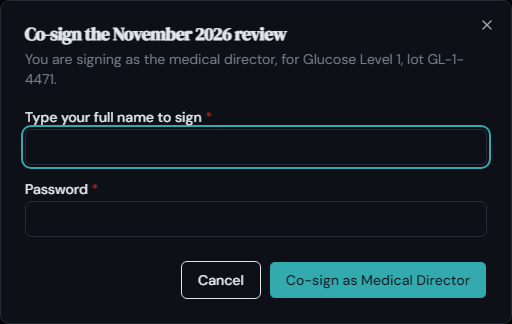 Co-sign the November 2026 review
You are signing as the medical director, for Glucose Level 1, lot GL-1-
4471.
Type your full name to sign *
Password *
Cancel
Co-sign as Medical Director